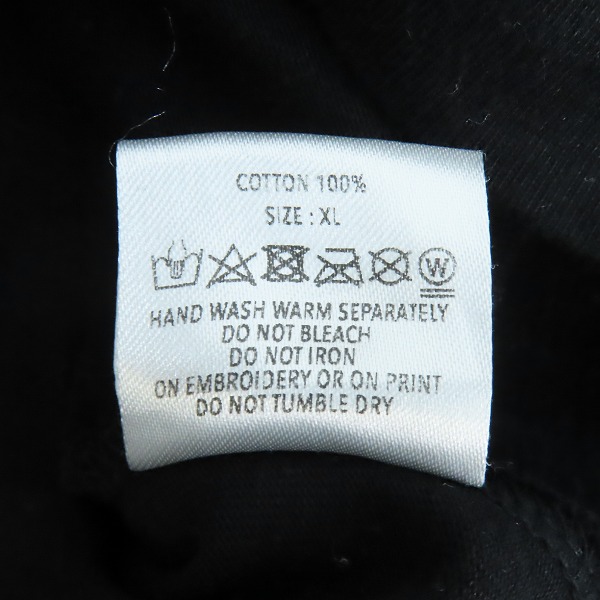 COTTON 100%
SIZE : XL
W
HAND WASH WARM SEPARATELY
DO NOT BLEACH
DO NOT IRON
ON EMBROIDERY OR ON PRINT
DO NOT TUMBLE DRY